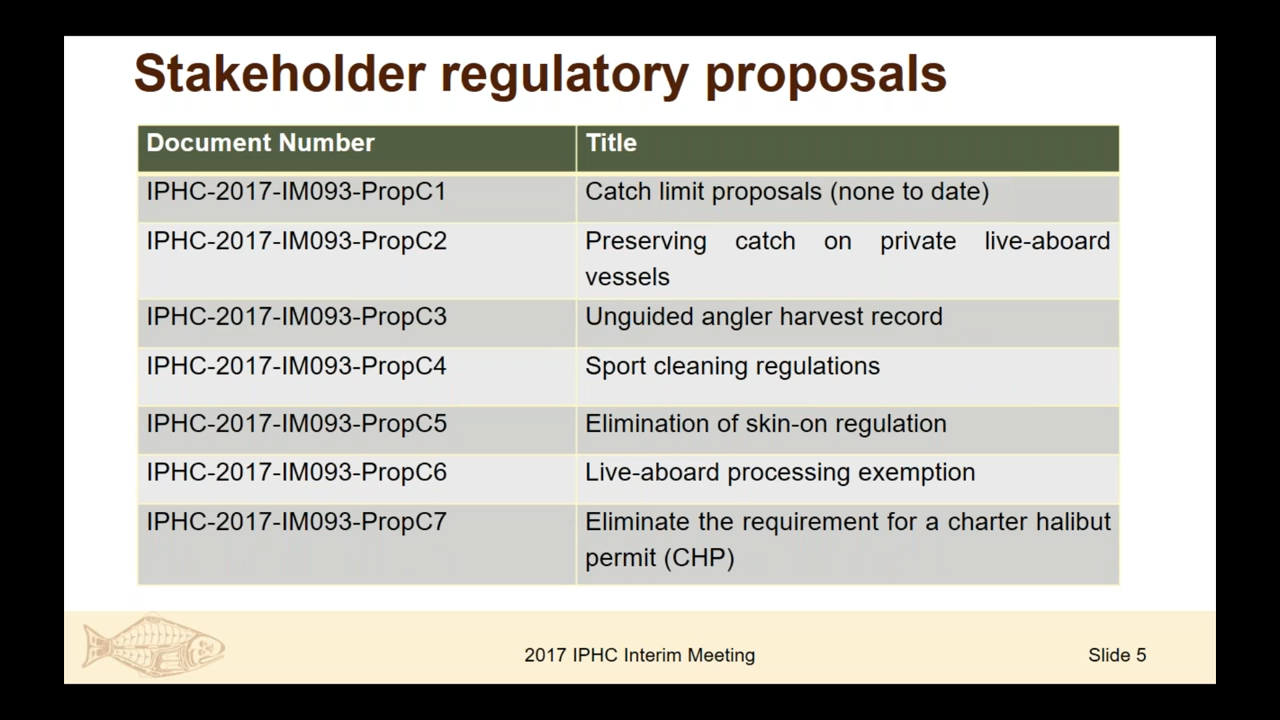 Stakeholder regulatory proposals
Document Number Title
IPHC-2017-IM093-PropC1 Catch limit proposals (none to date)
IPHC-2017-IM093-PropC2 Preserving catch on private live-aboard
vessels
IPHC-2017-IM093-PropC3 Unguided angler harvest record
IPHC-2017-IM093-PropC4 Sport cleaning regulations
IPHC-2017-IM093-PropC5 Elimination of skin-on regulation
IPHC-2017-IM093-PropC6 Live-aboard processing exemption
IPHC-2017-IM093-PropC7 Eliminate the requirement for a charter halibut
permit (CHP)
2017 IPHC Interim Meeting Slide 5